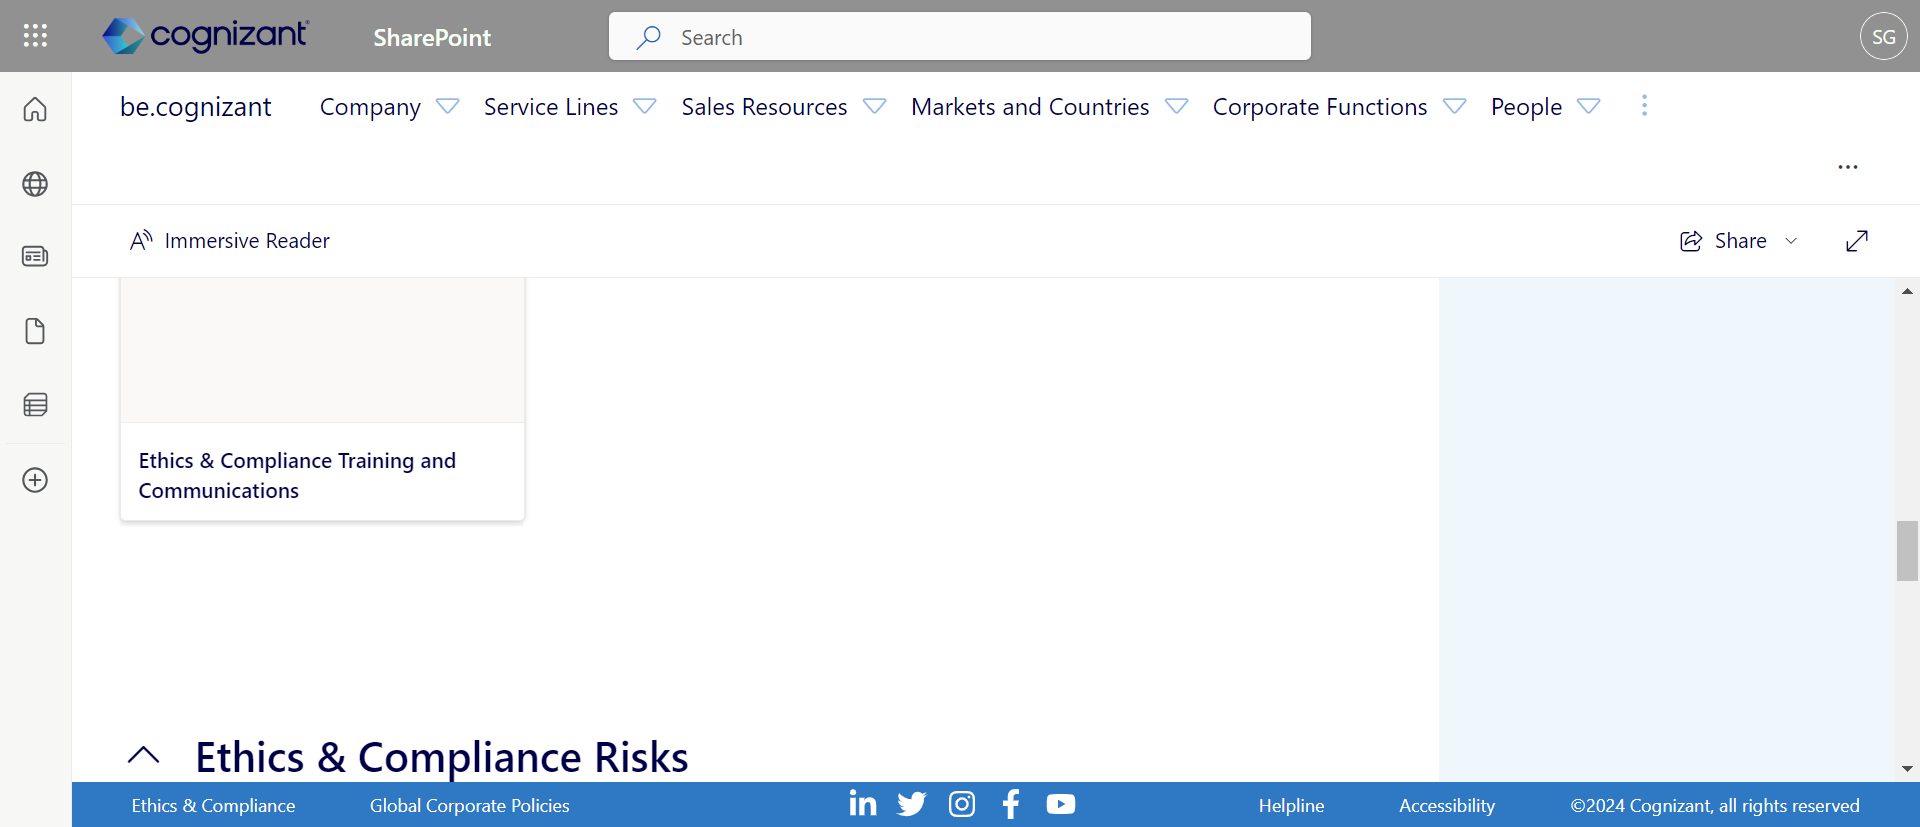 cognizant
SharePoint
Search
SG
be.cognizant Company Service Lines Sales Resources Markets and Countries Corporate Functions People
Immersive Reader
Share
Ethics & Compliance Training and
Communications
Ethics & Compliance Risks
Ethics & Compliance Global Corporate Policies Helpline Accessibility ©2024 Cognizant, all rights reserved